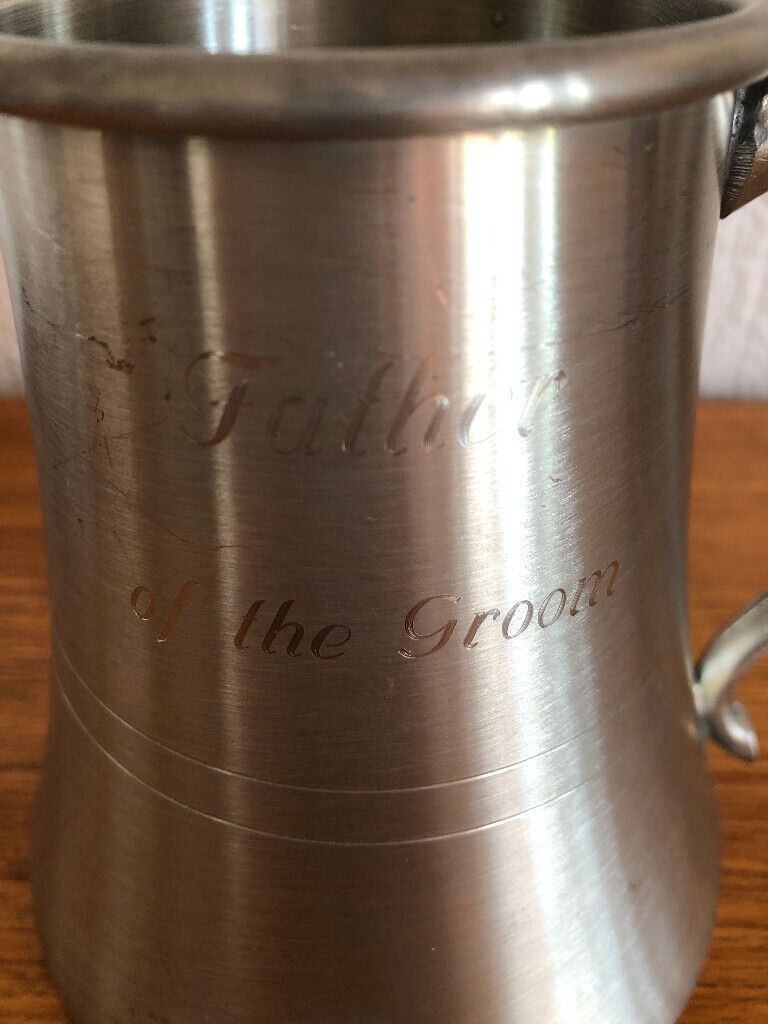 Father
of the Groom